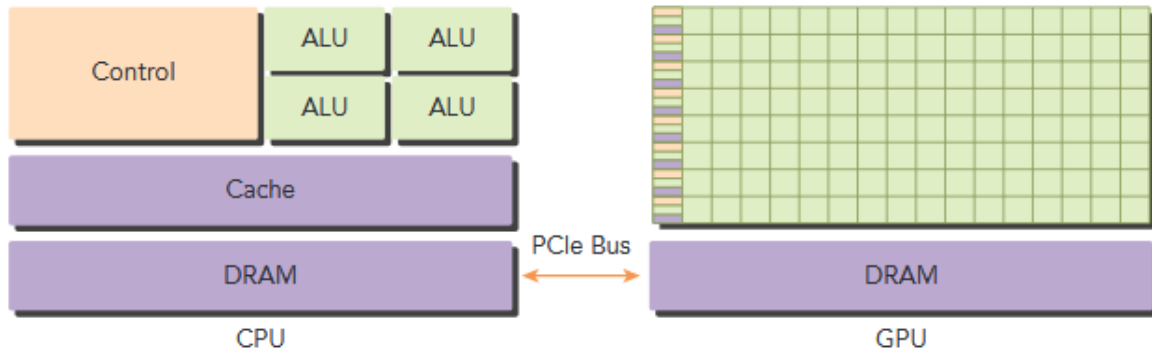 Control
ALU ALU
ALU ALU
Cache
DRAM
CPU
PCIe Bus
DRAM
GPU